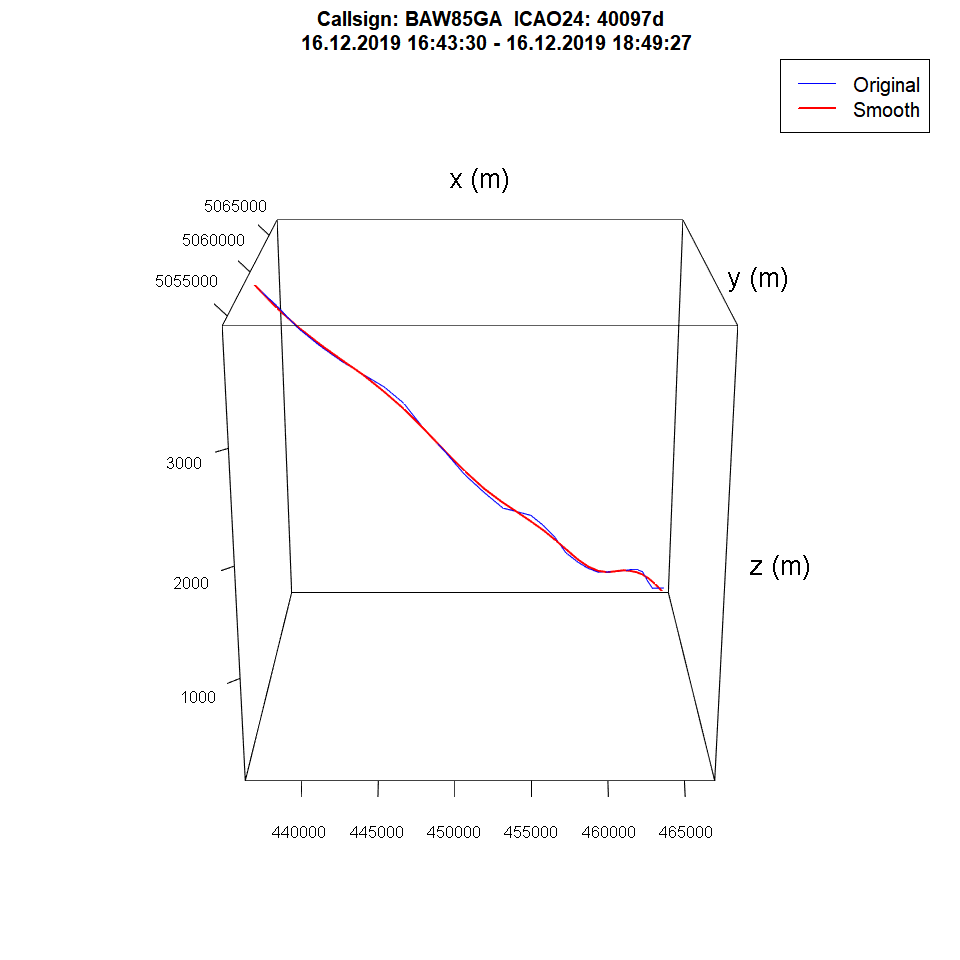 Callsign: BAW85GA  ICAO24: 40097d
16.12.2019 16:43:30 - 16.12.2019 18:49:27
Original
Smooth
x (m)
5065000
5060000
5055000
y (m)
3000
2000
1000
z (m)
440000 445000 450000 455000 460000 465000